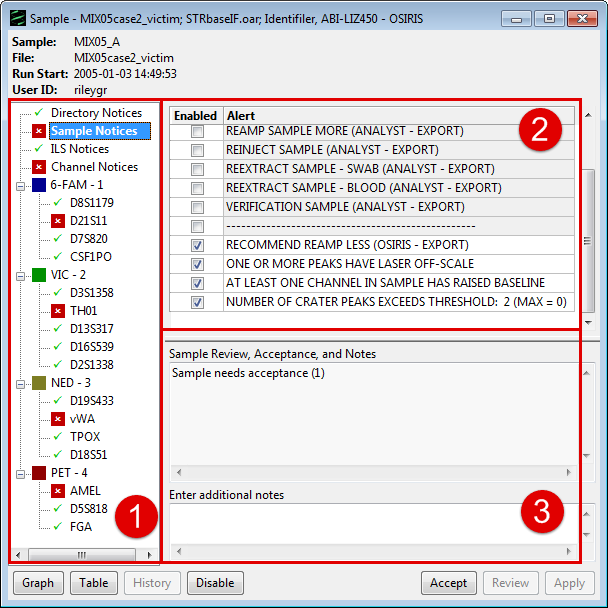 Sample - MIX05case2_victim; STRbaseIF.oar; Identifiler, ABI-LIZ450 - OSIRIS
Sample: MIX05_A
File: MIX05case2_victim
Run Start: 2005-01-03 14:49:53
User ID: rileygr
Directory Notices
Sample Notices
ILS Notices
Channel Notices
6-FAM - 1
D8S1179
D21S11
D7S820
CSF1PO
VIC - 2
D3S1358
TH01
D13S317
D16S539
D2S1338
NED - 3
D19S433
vWA
TPOX
D18S51
PET - 4
AMEL
D5S818
FGA
1
Enabled Alert
REAMP SAMPLE MORE (ANALYST - EXPORT)
REINJECT SAMPLE (ANALYST - EXPORT)
REEXTRACT SAMPLE - SWAB (ANALYST - EXPORT)
REEXTRACT SAMPLE - BLOOD (ANALYST - EXPORT)
VERIFICATION SAMPLE (ANALYST - EXPORT)
--------------------------------------------------
RECOMMEND REAMP LESS (OSIRIS - EXPORT)
ONE OR MORE PEAKS HAVE LASER OFF-SCALE
AT LEAST ONE CHANNEL IN SAMPLE HAS RAISED BASELINE
NUMBER OF CRATER PEAKS EXCEEDS THRESHOLD: 2 (MAX = 0)
2
Sample Review, Acceptance, and Notes
Sample needs acceptance (1)
Enter additional notes
3
Graph Table History Disable Accept Review Apply